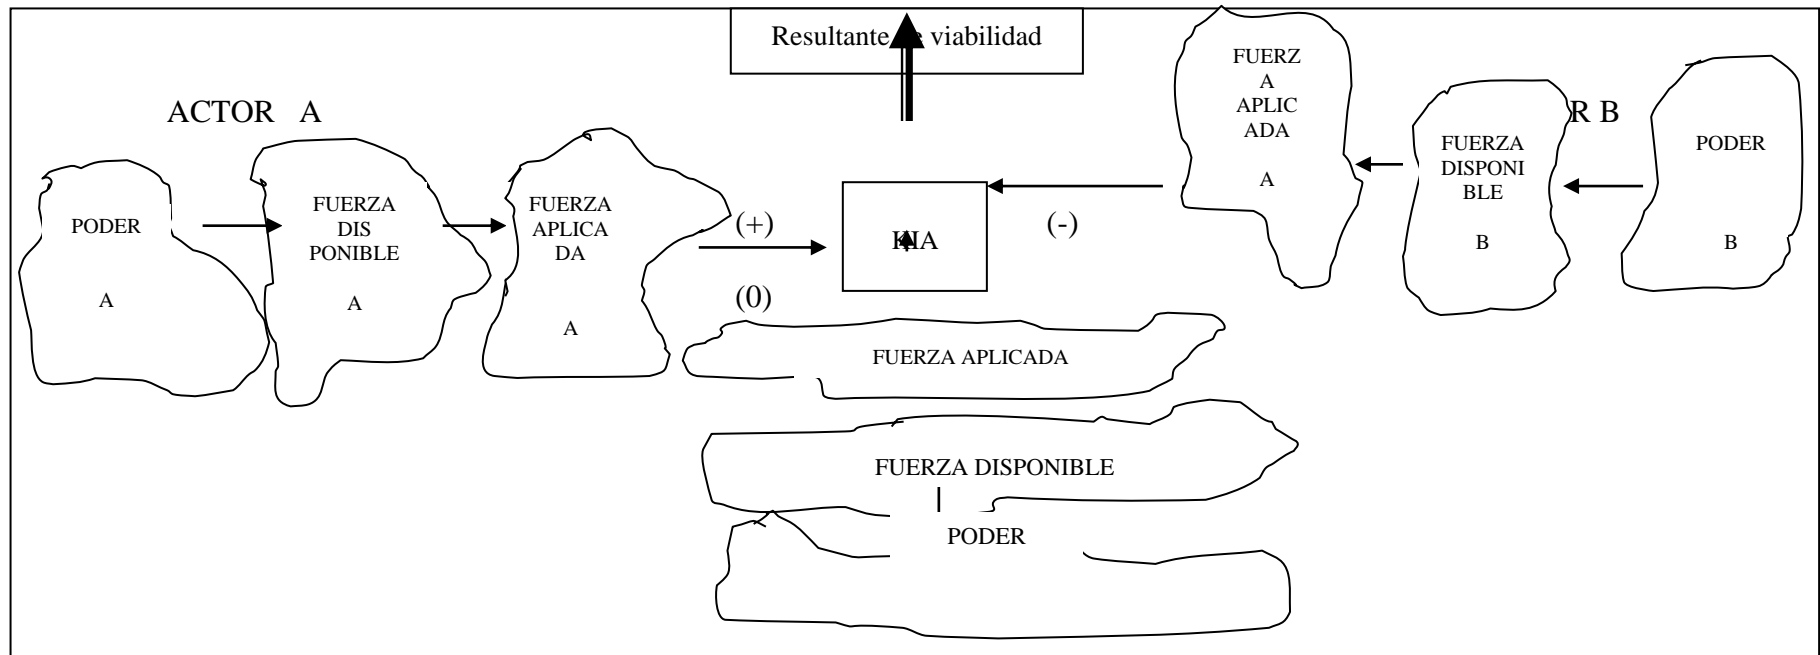 Resultante de viabilidad
ACTOR A
PODER
A
FUERZA
DIS
PONIBLE
A
FUERZA
APLICA
DA
A
(+)
(0)
(-)
FUERZ
A
APLIC
ADA
A
R B
FUERZA
DISPONI
BLE
B
PODER
B
FUERZA APLICADA
FUERZA DISPONIBLE
PODER